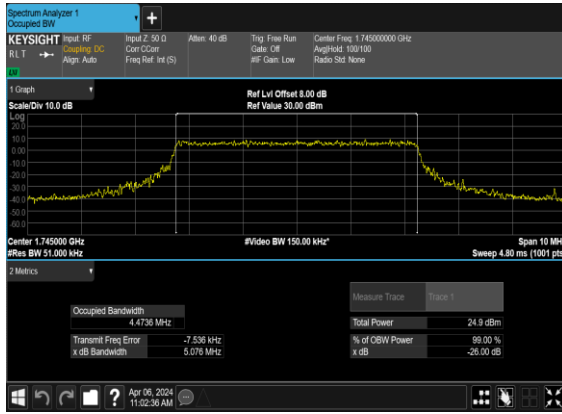 Spectrum Analyzer 1
Occupied BW
+
KEYSIGHT Input: RF Input Z: 50 Ω Atten: 40 dB Trig: Free Run Center Freq: 1.745000000 GHz
RLT Coupling: DC Corr CCorr Gate: Off Avg|Hold: 100/100
Align: Auto Freq Ref: Int (S) #IF Gain: Low Radio Std: None
1 Graph
Ref Lvl Offset 8.00 dB
Scale/Div 10.0 dB Ref Value 30.00 dBm
Log
20.0
10.0
0.00
-10.0
-20.0
-30.0
-40.0
-50.0
-60.0
Center 1.745000 GHz #Video BW 150.00 kHz* Span 10 MH
#Res BW 51.000 kHz Sweep 4.80 ms (1001 pts
2 Metrics
Measure Trace Trace 1
Occupied Bandwidth
4.4736 MHz Total Power 24.9 dBm
Transmit Freq Error -7.536 kHz % of OBW Power 99.00 %
x dB Bandwidth 5.076 MHz x dB -26.00 dB
? Apr 06, 2024
11:02:36 AM